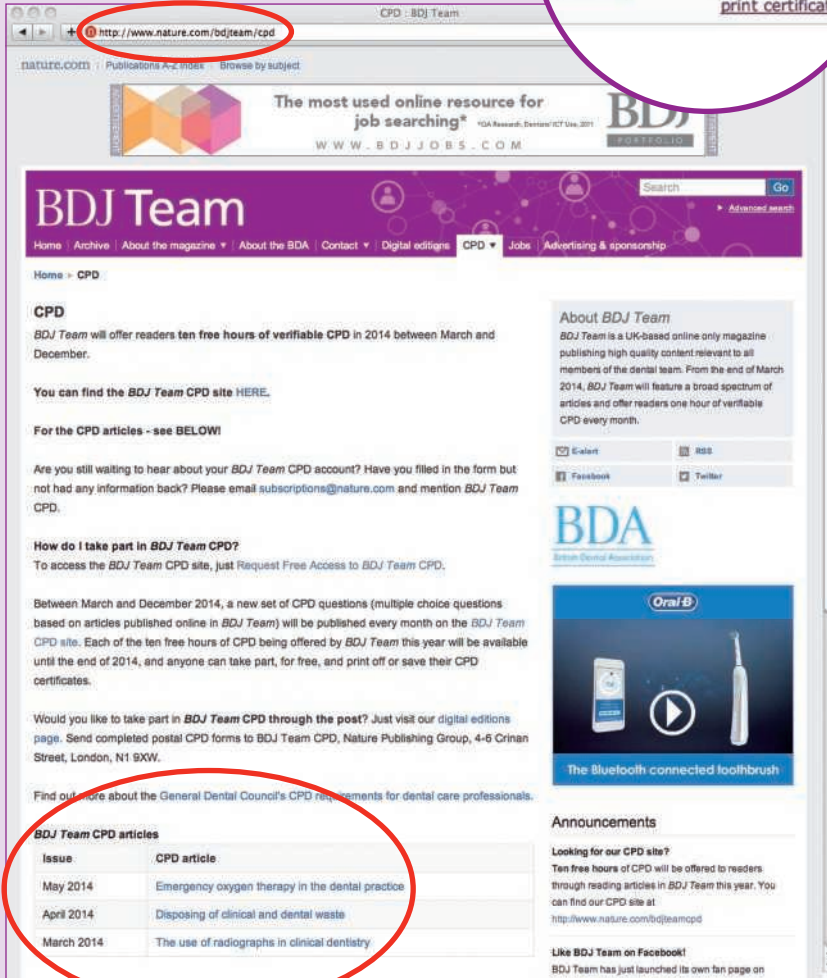 print certificat
CPD : BDJ Team
http://www.nature.com/bdjteam/cpd
nature.com Publications A-Z index Browse by subject
ADVERTISEMENT
The most used online resource for
job searching* *GA Research, Dentists' ICT Use, 2011
WWW.BDJJOBS.COM
BDJ
PORTFOLIO
BDJ Team
Search Go
Advanced search
Home Archive About the magazine About the BDA Contact Digital editions CPD Jobs Advertising & sponsorship
Home > CPD
CPD
BDJ Team will offer readers ten free hours of verifiable CPD in 2014 between March and
December.
You can find the BDJ Team CPD site HERE.
For the CPD articles - see BELOW!
Are you still waiting to hear about your BDJ Team CPD account? Have you filled in the form but
not had any information back? Please email subscriptions@nature.com and mention BDJ Team
CPD.
How do I take part in BDJ Team CPD?
To access the BDJ Team CPD site, just Request Free Access to BDJ Team CPD.
Between March and December 2014, a new set of CPD questions (multiple choice questions
based on articles published online in BDJ Team) will be published every month on the BDJ Team
CPD site. Each of the ten free hours of CPD being offered by BDJ Team this year will be available
until the end of 2014, and anyone can take part, for free, and print off or save their CPD
certificates.
Would you like to take part in BDJ Team CPD through the post? Just visit our digital editions
page. Send completed postal CPD forms to BDJ Team CPD, Nature Publishing Group, 4-6 Crinan
Street, London, N1 9XW.
Find out more about the General Dental Council's CPD requirements for dental care professionals.
BDJ Team CPD articles
Issue CPD article
May 2014 Emergency oxygen therapy in the dental practice
April 2014 Disposing of clinical and dental waste
March 2014 The use of radiographs in clinical dentistry
About BDJ Team
BDJ Team is a UK-based online only magazine
publishing high quality content relevant to all
members of the dental team. From the end of March
2014, BDJ Team will feature a broad spectrum of
articles and offer readers one hour of verifiable
CPD every month.
E-alert RSS
Facebook Twitter
BDA
British Dental Association
Oral-B
The Bluetooth connected toothbrush
Announcements
Looking for our CPD site?
Ten free hours of CPD will be offered to readers
through reading articles in BDJ Team this year. You
can find our CPD site at
http://www.nature.com/bdjteamcpd
Like BDJ Team on Facebook!
BDJ Team has just launched its own fan page on